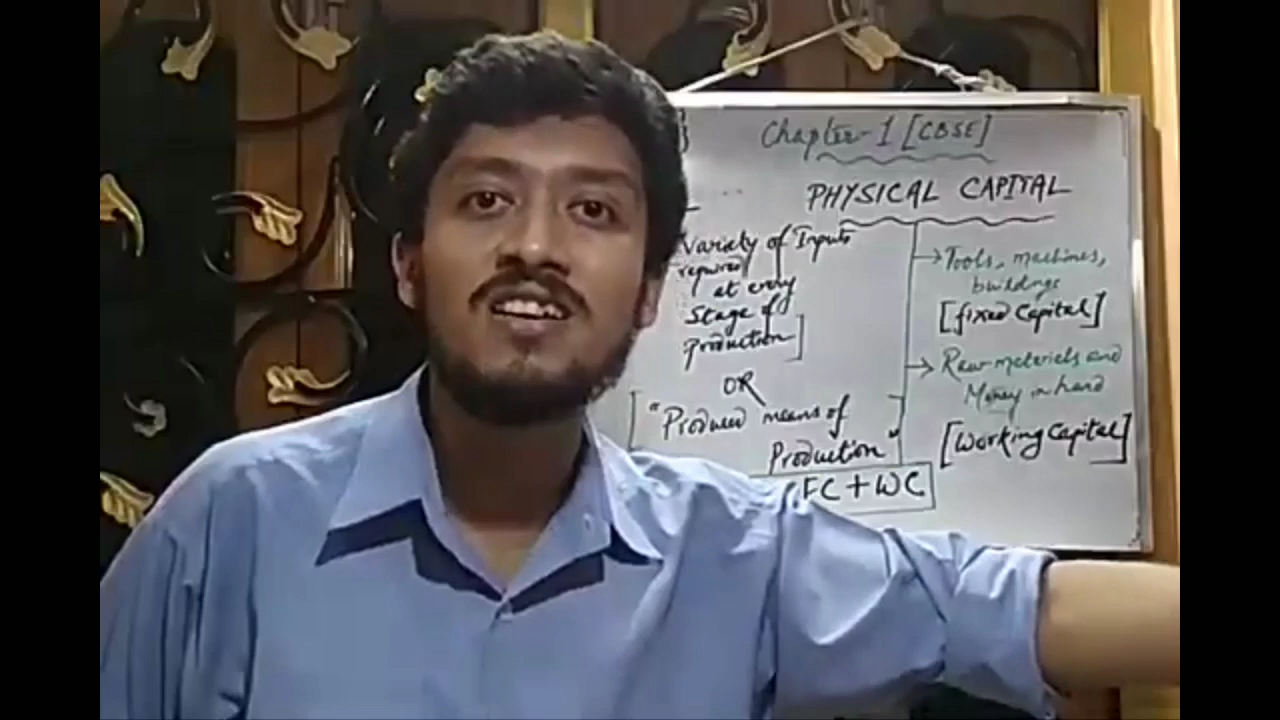 Chapter-1 [CBSE]
PHYSICAL CAPITAL
Variety of Inputs
required
at every
Stage of
Production]
OR
["Produced means of
Production"]
FC + WC
→ Tools, machines,
buildings
[fixed Capital]
→ Raw materials and
Money in hand
[Working Capital]